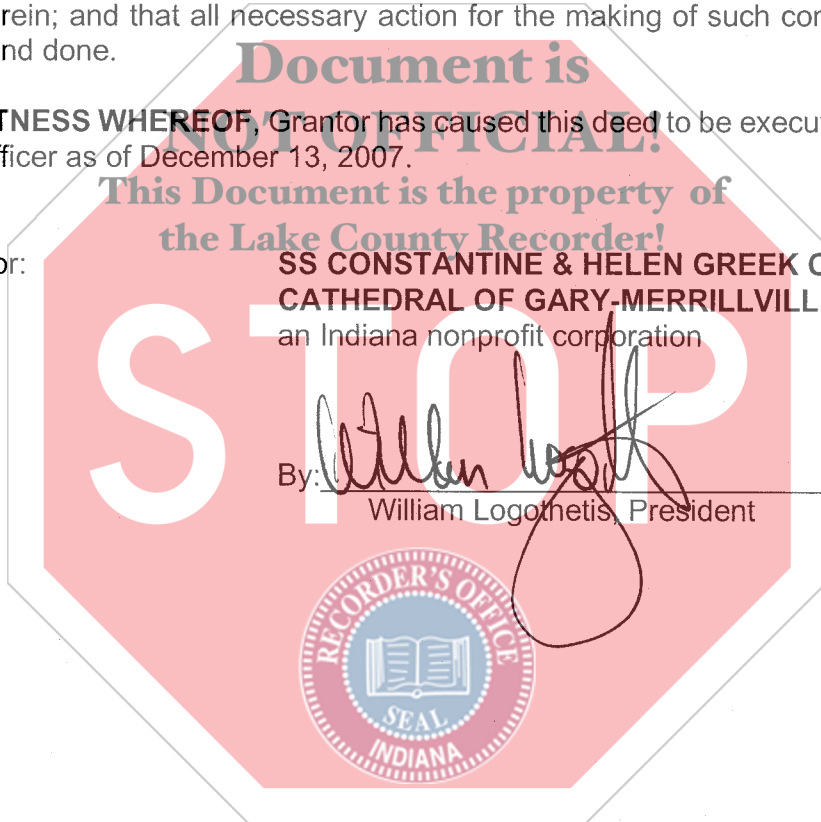 rein; and that all necessary action for the making of such con
nd done.
Document is
TNESS WHEREOF, Grantor has caused this deed to be execut
NOT OFFICIAL!
fficer as of December 13, 2007.
This Document is the property of
the Lake County Recorder!
or:
SS CONSTANTINE & HELEN GREEK O
CATHEDRAL OF GARY-MERRILLVILL
an Indiana nonprofit corporation
STOP
By:
William Logothetis, President
RECORDER'S OFFICE
SEAL
INDIANA